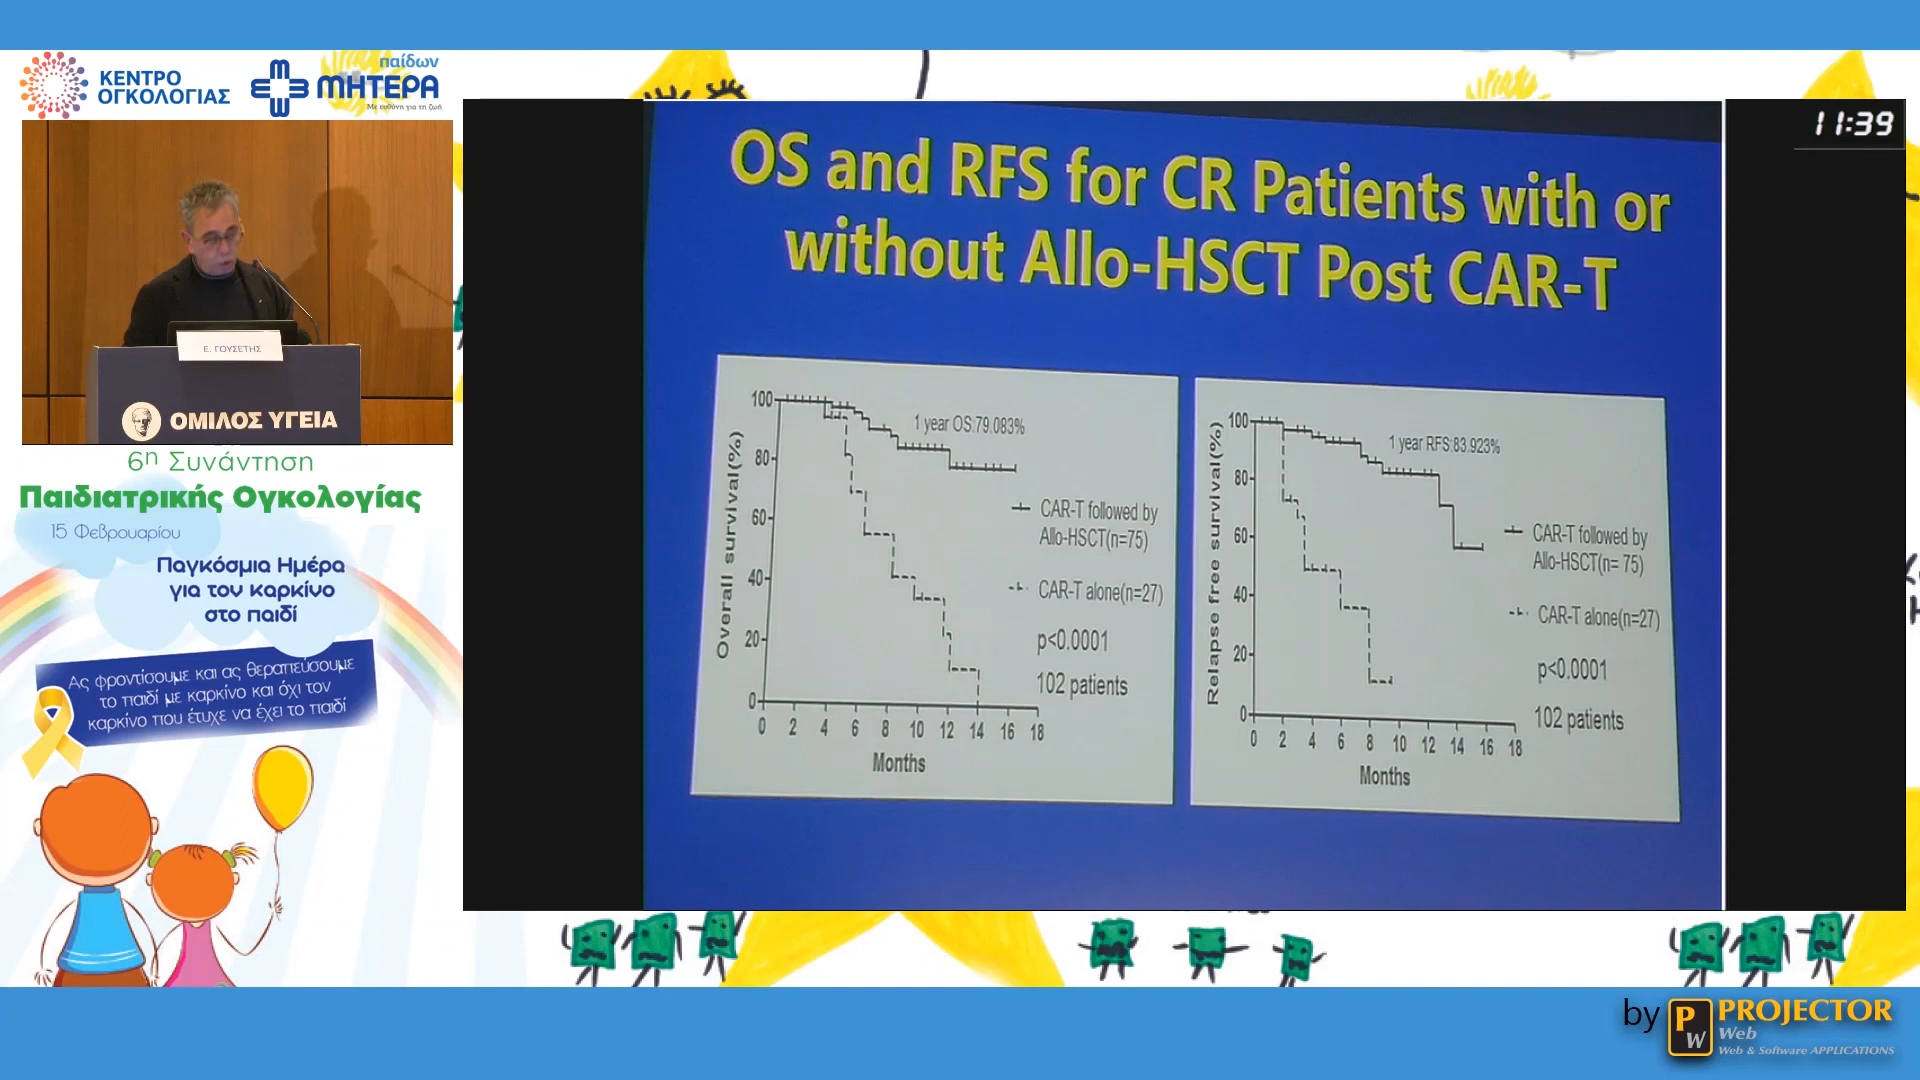 ΚΕΝΤΡΟ
ΟΓΚΟΛΟΓΙΑΣ
παίδων
ΜΗΤΕΡΑ
Με ευθύνη για τη ζωή
Ε. ΓΟΥΣΕΤΗΣ
ΟΜΙΛΟΣ ΥΓΕΙΑ
6η Συνάντηση
Παιδιατρικής Ογκολογίας
15 Φεβρουαρίου
Παγκόσμια Ημέρα
για τον καρκίνο
στο παιδί
Ας φροντίσουμε και ας θεραπεύσουμε
το παιδί με καρκίνο και όχι τον
καρκίνο που έτυχε να έχει το παιδί
11:39
OS and RFS for CR Patients with or
without Allo-HSCT Post CAR-T
Overall survival(%)
100
80
60
40
20
0
0 2 4 6 8 10 12 14 16 18
Months
1 year OS:79.083%
CAR-T followed by
Allo-HSCT(n=75)
CAR-T alone(n=27)
p<0.0001
102 patients
Relapse free survival(%)
100
80
60
40
20
0
0 2 4 6 8 10 12 14 16 18
Months
1 year RFS:83.923%
CAR-T followed by
Allo-HSCT(n= 75)
CAR-T alone(n=27)
p<0.0001
102 patients
by PW PROJECTOR
Web
Web & Software APPLICATIONS